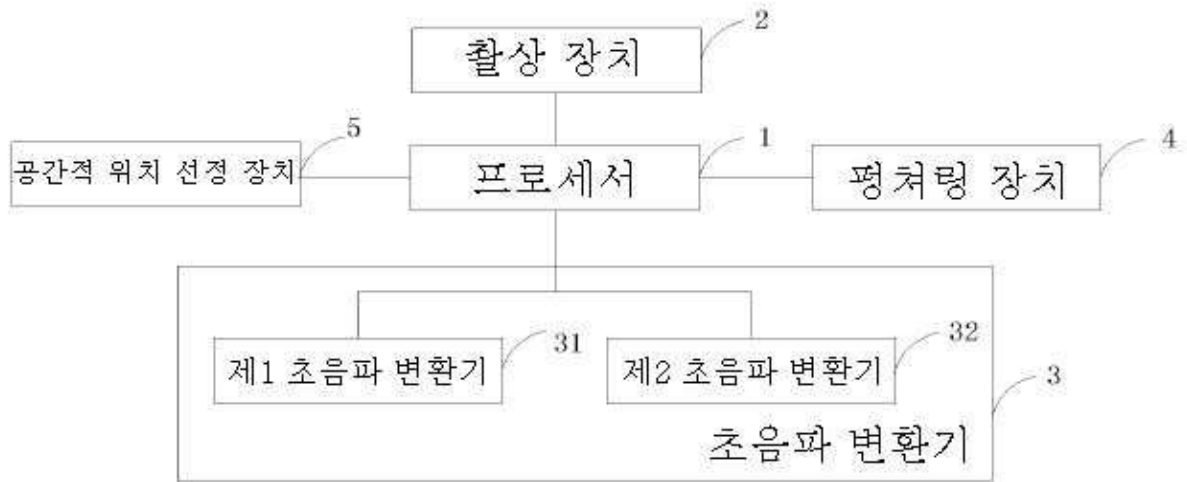 2
촬상 장치
5
공간적 위치 선정 장치
1
프로세서
4
펑쳐링 장치
31
제1 초음파 변환기
32
제2 초음파 변환기
3
초음파 변환기